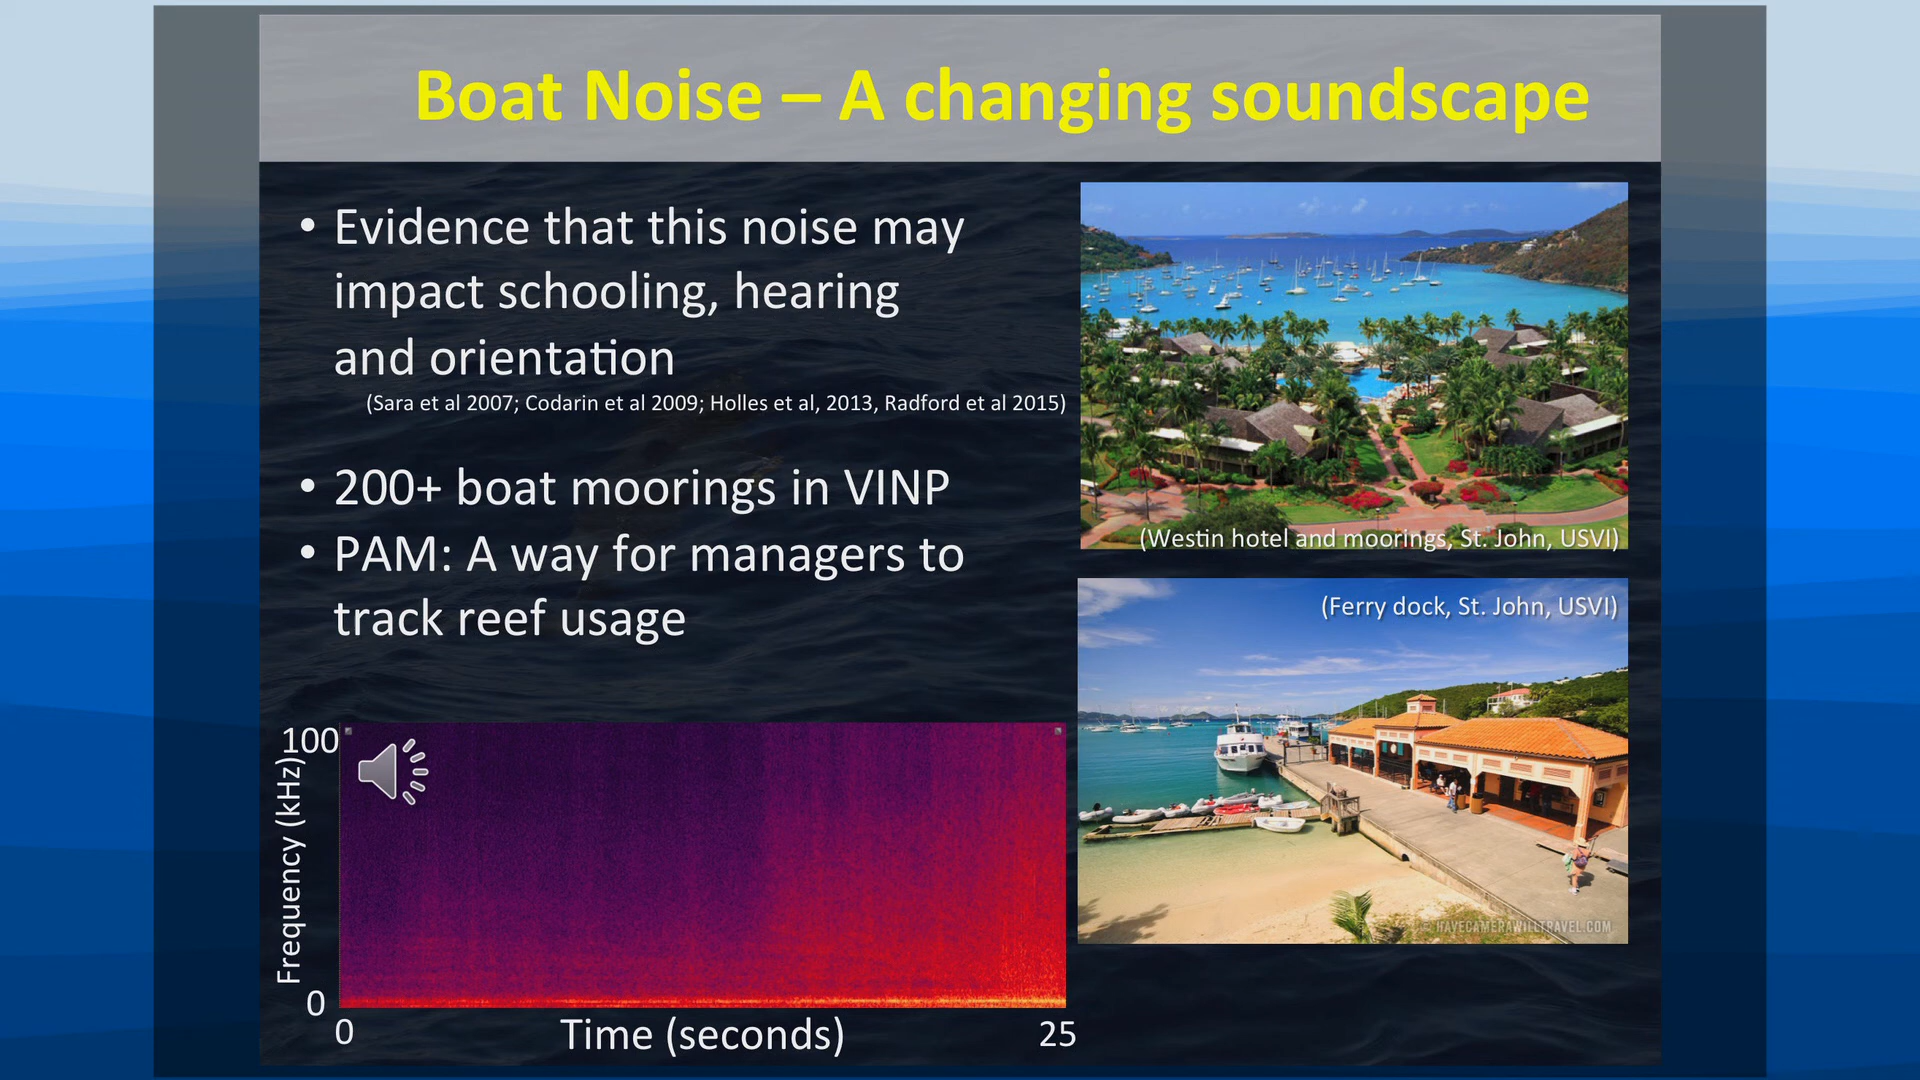 Boat Noise – A changing soundscape
• Evidence that this noise may
impact schooling, hearing
and orientation
(Sara et al 2007; Codarin et al 2009; Holles et al, 2013, Radford et al 2015)
• 200+ boat moorings in VINP
• PAM: A way for managers to
track reef usage
(Westin hotel and moorings, St. John, USVI)
(Ferry dock, St. John, USVI)
© HAVECAMERAWILLTRAVEL.COM
100
Frequency (kHz)
0
0
Time (seconds)
25